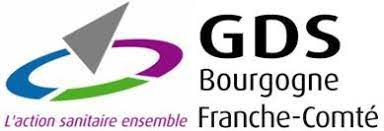 GDS
Bourgogne
L'action sanitaire ensemble
Franche-Comté